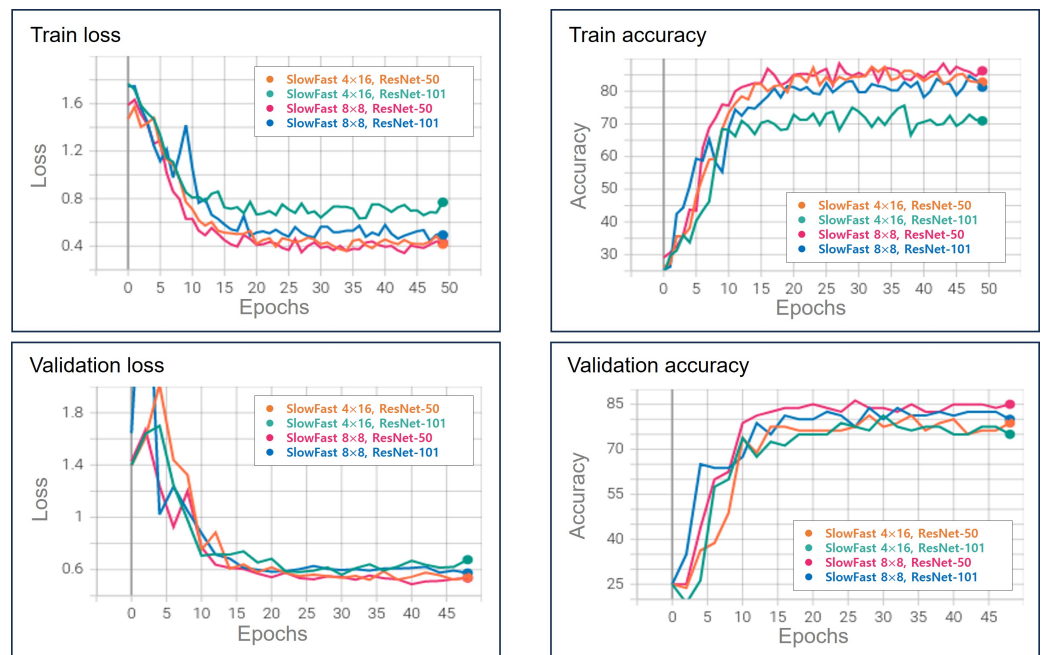 Train loss
1.6
1.2
0.8
0.4
Loss
SlowFast 4×16, ResNet-50
SlowFast 4×16, ResNet-101
SlowFast 8×8, ResNet-50
SlowFast 8×8, ResNet-101
0 5 10 15 20 25 30 35 40 45 50
Epochs
Train accuracy
80
70
60
50
40
30
Accuracy
SlowFast 4×16, ResNet-50
SlowFast 4×16, ResNet-101
SlowFast 8×8, ResNet-50
SlowFast 8×8, ResNet-101
0 5 10 15 20 25 30 35 40 45 50
Epochs
Validation loss
1.8
1.4
1
0.6
Loss
SlowFast 4×16, ResNet-50
SlowFast 4×16, ResNet-101
SlowFast 8×8, ResNet-50
SlowFast 8×8, ResNet-101
0 5 10 15 20 25 30 35 40 45
Epochs
Validation accuracy
85
70
55
40
25
Accuracy
SlowFast 4×16, ResNet-50
SlowFast 4×16, ResNet-101
SlowFast 8×8, ResNet-50
SlowFast 8×8, ResNet-101
0 5 10 15 20 25 30 35 40 45
Epochs